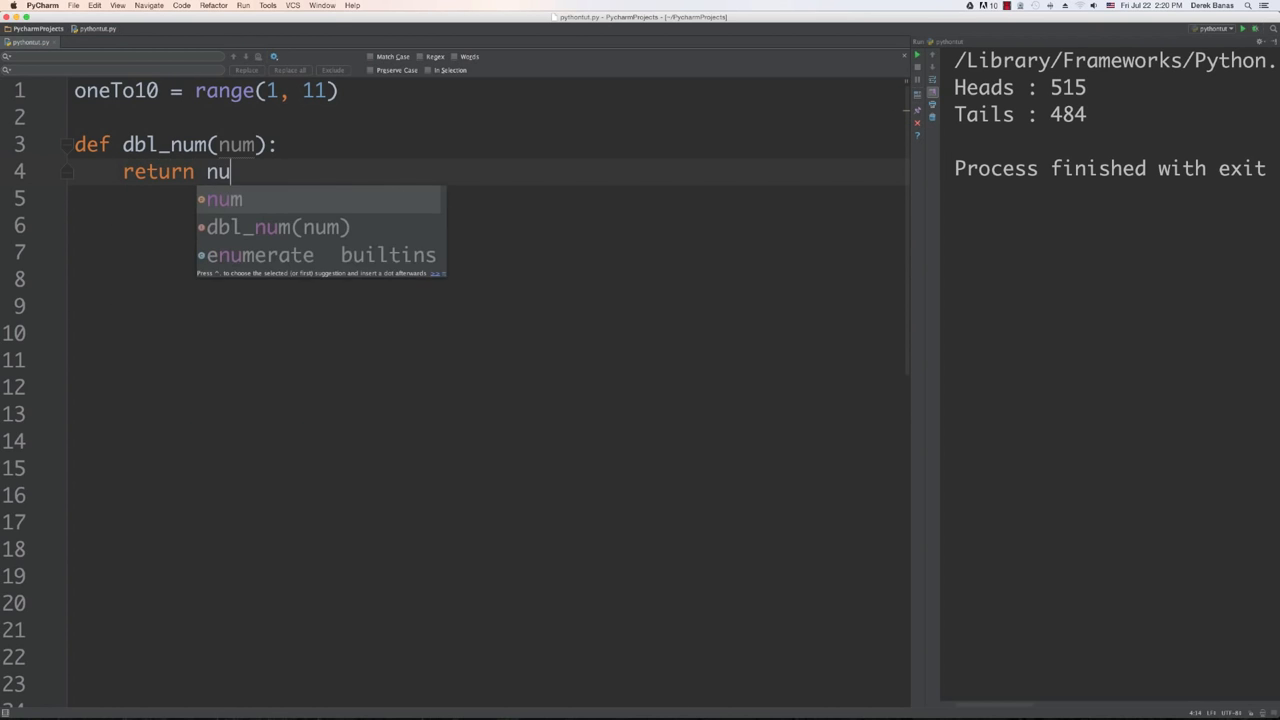 PyCharm File Edit View Navigate Code Refactor Run Tools VCS Window Help 10 Fri Jul 22 2:20 PM Derek Banas
pythontut.py - PycharmProjects - [~/PycharmProjects]
PycharmProjects pythontut.py pythontut
pythontut.py Run pythontut
Match Case Regex Words
Replace Replace all Exclude Preserve Case In Selection
1 oneTo10 = range(1, 11)
2
3 def dbl_num(num):
4 return nu
5 num
6 dbl_num(num)
7 enumerate builtins
Press ^. to choose the selected (or first) suggestion and insert a dot afterwards >>
8
9
10
11
12
13
14
15
16
17
18
19
20
21
22
23
24
/Library/Frameworks/Python.
Heads : 515
Tails : 484
Process finished with exit
4:14 LF÷ UTF-8÷